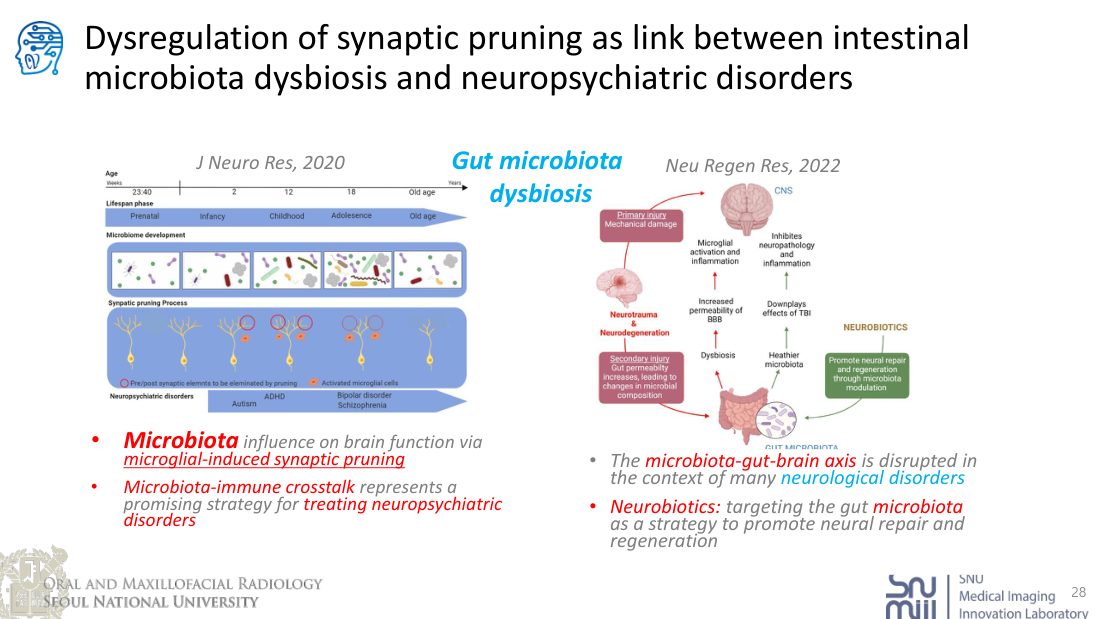 Dysregulation of synaptic pruning as link between intestinal
microbiota dysbiosis and neuropsychiatric disorders
J Neuro Res, 2020
Gut microbiota
dysbiosis
Neu Regen Res, 2022
Age
Weeks
Years
23:40
2
12
18
Old age
Lifespan phase
Prenatal
Infancy
Childhood
Adolesence
Old age
Microbiome development
Synpatic pruning Process
Pre/post synaptic elemnts to be eleminated by pruning
Activated microglial cells
Neuropsychiatric disorders
Autism
ADHD
Bipolar disorder
Schizophrenia
CNS
Primary injury
Mechanical damage
Microglial
activation and
inflammation
Inhibites
neuropathology
and
inflammation
Neurotrauma
&
Neurodegeneration
Increased
permeability of
BBB
Downplays
effects of TBI
NEUROBIOTICS
Secondary injury
Gut permeabilty
increases, leading to
changes in microbial
composition
Dysbiosis
Heathier
microbiota
Promote neural repair
and regeneration
through microbiota
modulation
GUT MICROBIOTA
• Microbiota influence on brain function via
microglial-induced synaptic pruning
• Microbiota-immune crosstalk represents a
promising strategy for treating neuropsychiatric
disorders
• The microbiota-gut-brain axis is disrupted in
the context of many neurological disorders
• Neurobiotics: targeting the gut microbiota
as a strategy to promote neural repair and
regeneration
ORAL AND MAXILLOFACIAL RADIOLOGY
SEOUL NATIONAL UNIVERSITY
SNU
mill
SNU
Medical Imaging
Innovation Laboratory
28